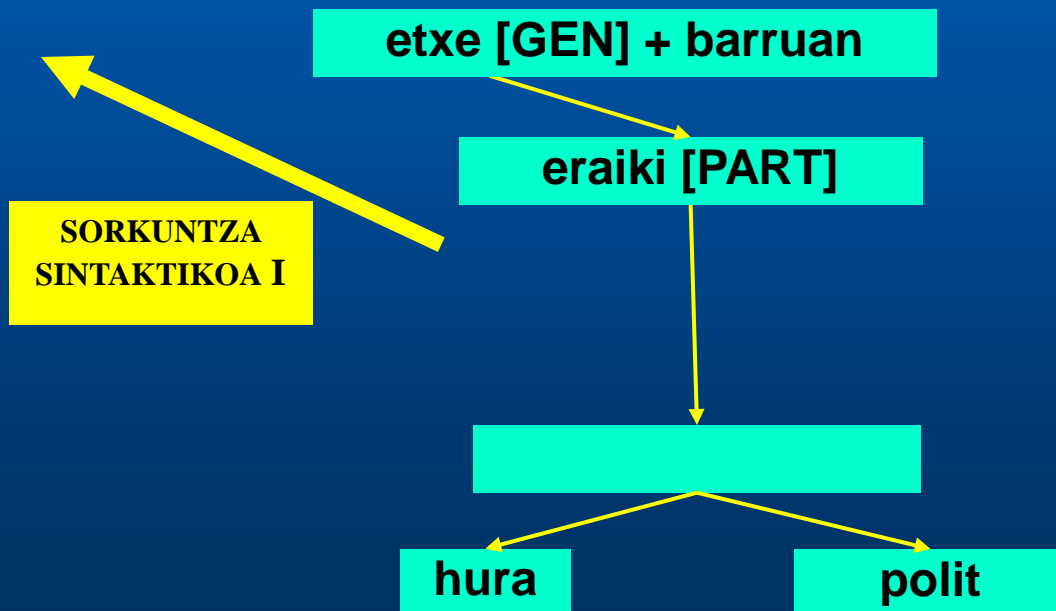 etxe [GEN] + barruan
eraiki [PART]
SORKUNTZA
SINTAKTIKOA I
hura
polit